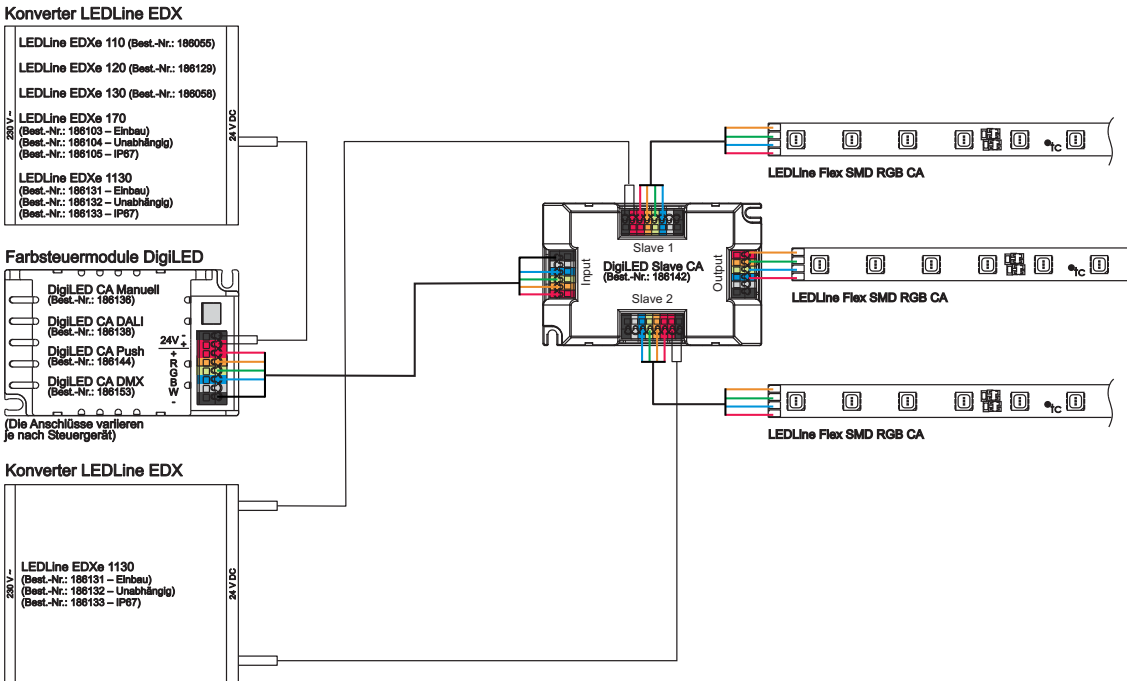 Konverter LEDLine EDX
LEDLine EDXe 110 (Best.-Nr.: 186055)
LEDLine EDXe 120 (Best.-Nr.: 186129)
LEDLine EDXe 130 (Best.-Nr.: 186058)
LEDLine EDXe 170
(Best.-Nr.: 186103 – Einbau)
(Best.-Nr.: 186104 – Unabhängig)
(Best.-Nr.: 186105 – IP67)
LEDLine EDXe 1130
(Best.-Nr.: 186131 – Einbau)
(Best.-Nr.: 186132 – Unabhängig)
(Best.-Nr.: 186133 – IP67)
230 V ~
24 V DC
Farbsteuermodule DigiLED
DigiLED CA Manuell
(Best.-Nr.: 186136)
DigiLED CA DALI
(Best.-Nr.: 186138)
DigiLED CA Push
(Best.-Nr.: 186144)
DigiLED CA DMX
(Best.-Nr.: 186153)
24V -
+
+
R
G
B
W
-
(Die Anschlüsse variieren
je nach Steuergerät)
Konverter LEDLine EDX
230 V ~
24 V DC
LEDLine EDXe 1130
(Best.-Nr.: 186131 – Einbau)
(Best.-Nr.: 186132 – Unabhängig)
(Best.-Nr.: 186133 – IP67)
Slave 1
Input
DigiLED Slave CA
(Best.-Nr.: 186142)
Output
Slave 2
tc
LEDLine Flex SMD RGB CA
tc
LEDLine Flex SMD RGB CA
tc
LEDLine Flex SMD RGB CA